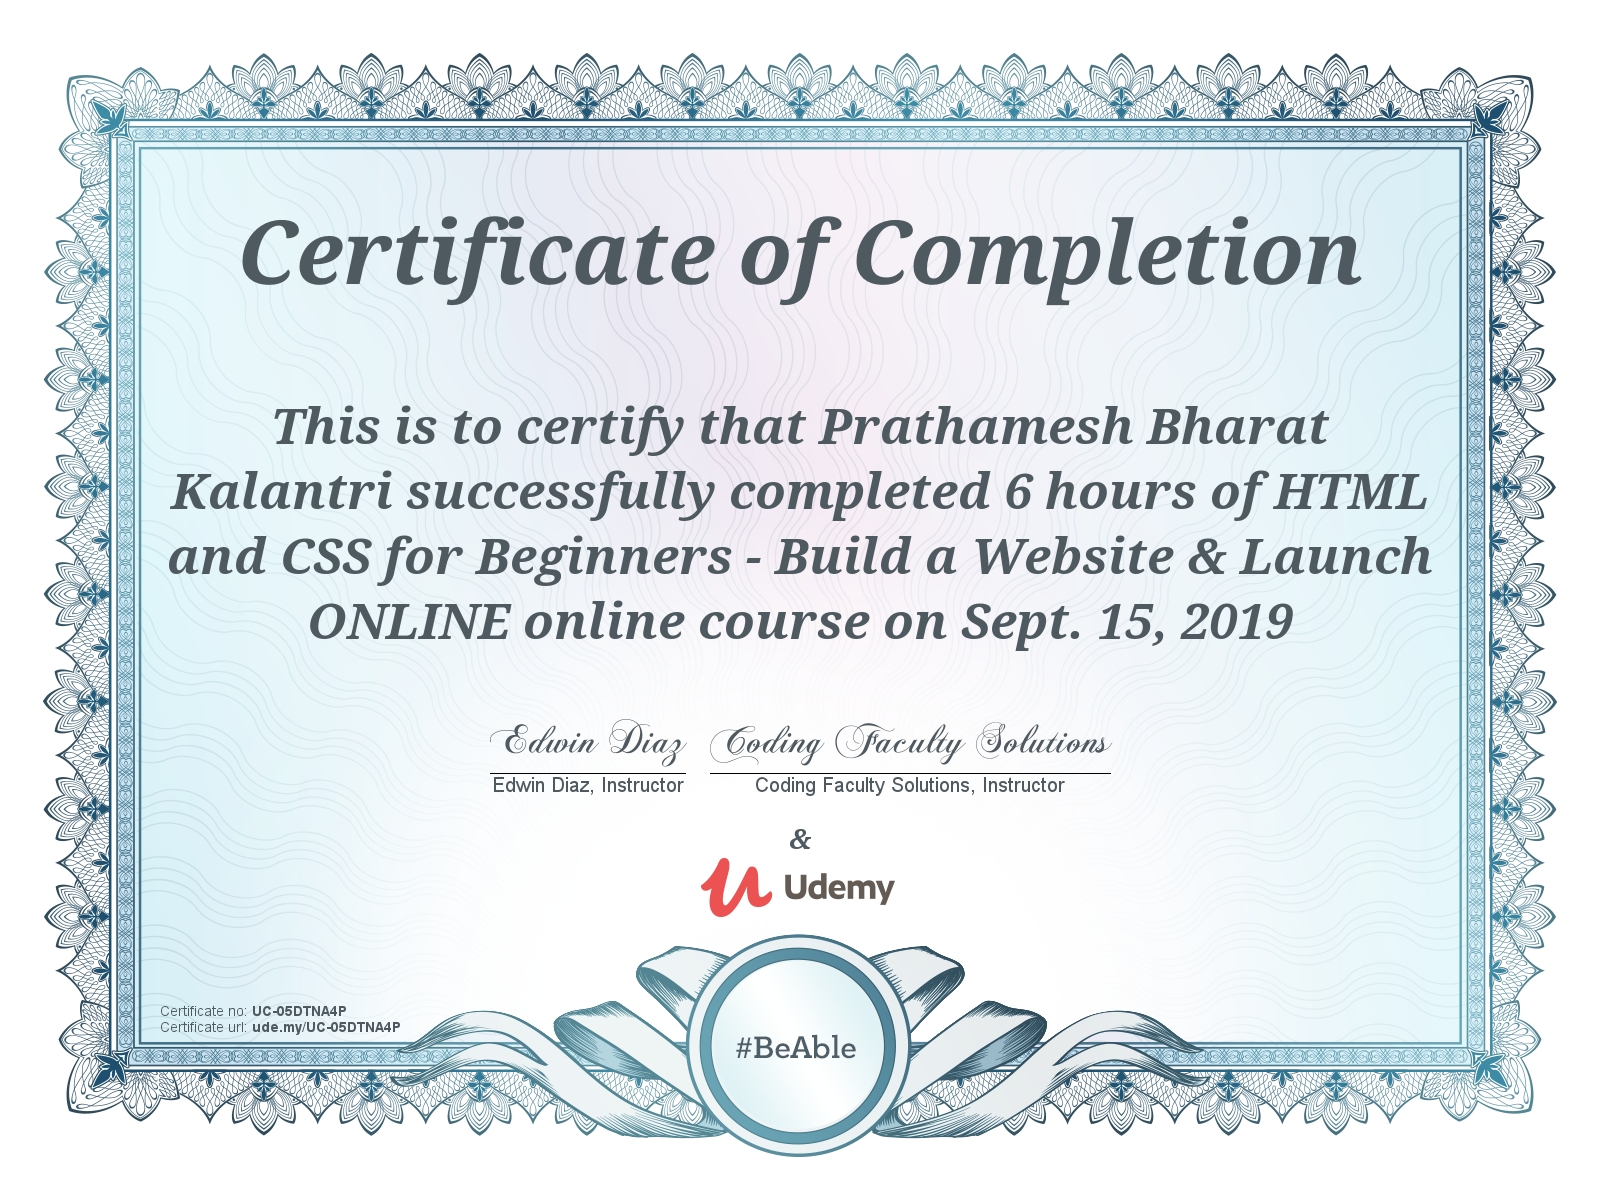 Certificate of Completion
This is to certify that Prathamesh Bharat
Kalantri successfully completed 6 hours of HTML
and CSS for Beginners - Build a Website & Launch
ONLINE online course on Sept. 15, 2019
Edwin Diaz Coding Faculty Solutions
Edwin Diaz, Instructor Coding Faculty Solutions, Instructor
&
Udemy
Certificate no: UC-05DTNA4P
Certificate url: ude.my/UC-05DTNA4P
#BeAble